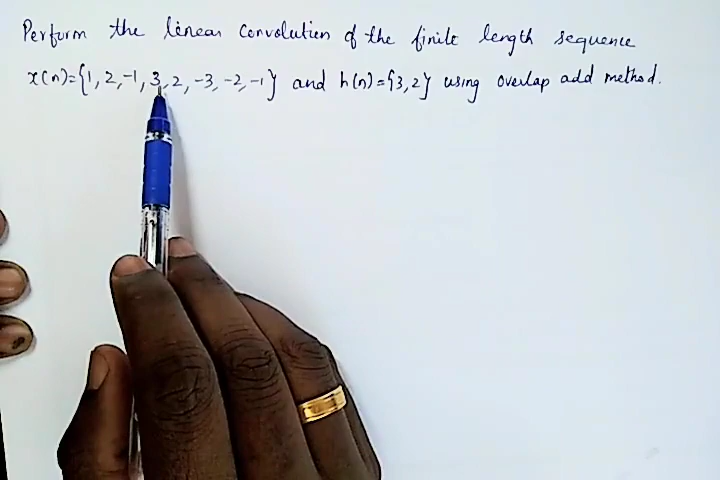 Perform the linear Convolution of the finite length sequence
x(n)={1, 2, -1, 3, 2, -3, -2, -1} and h(n)={3, 2} using overlap add method.